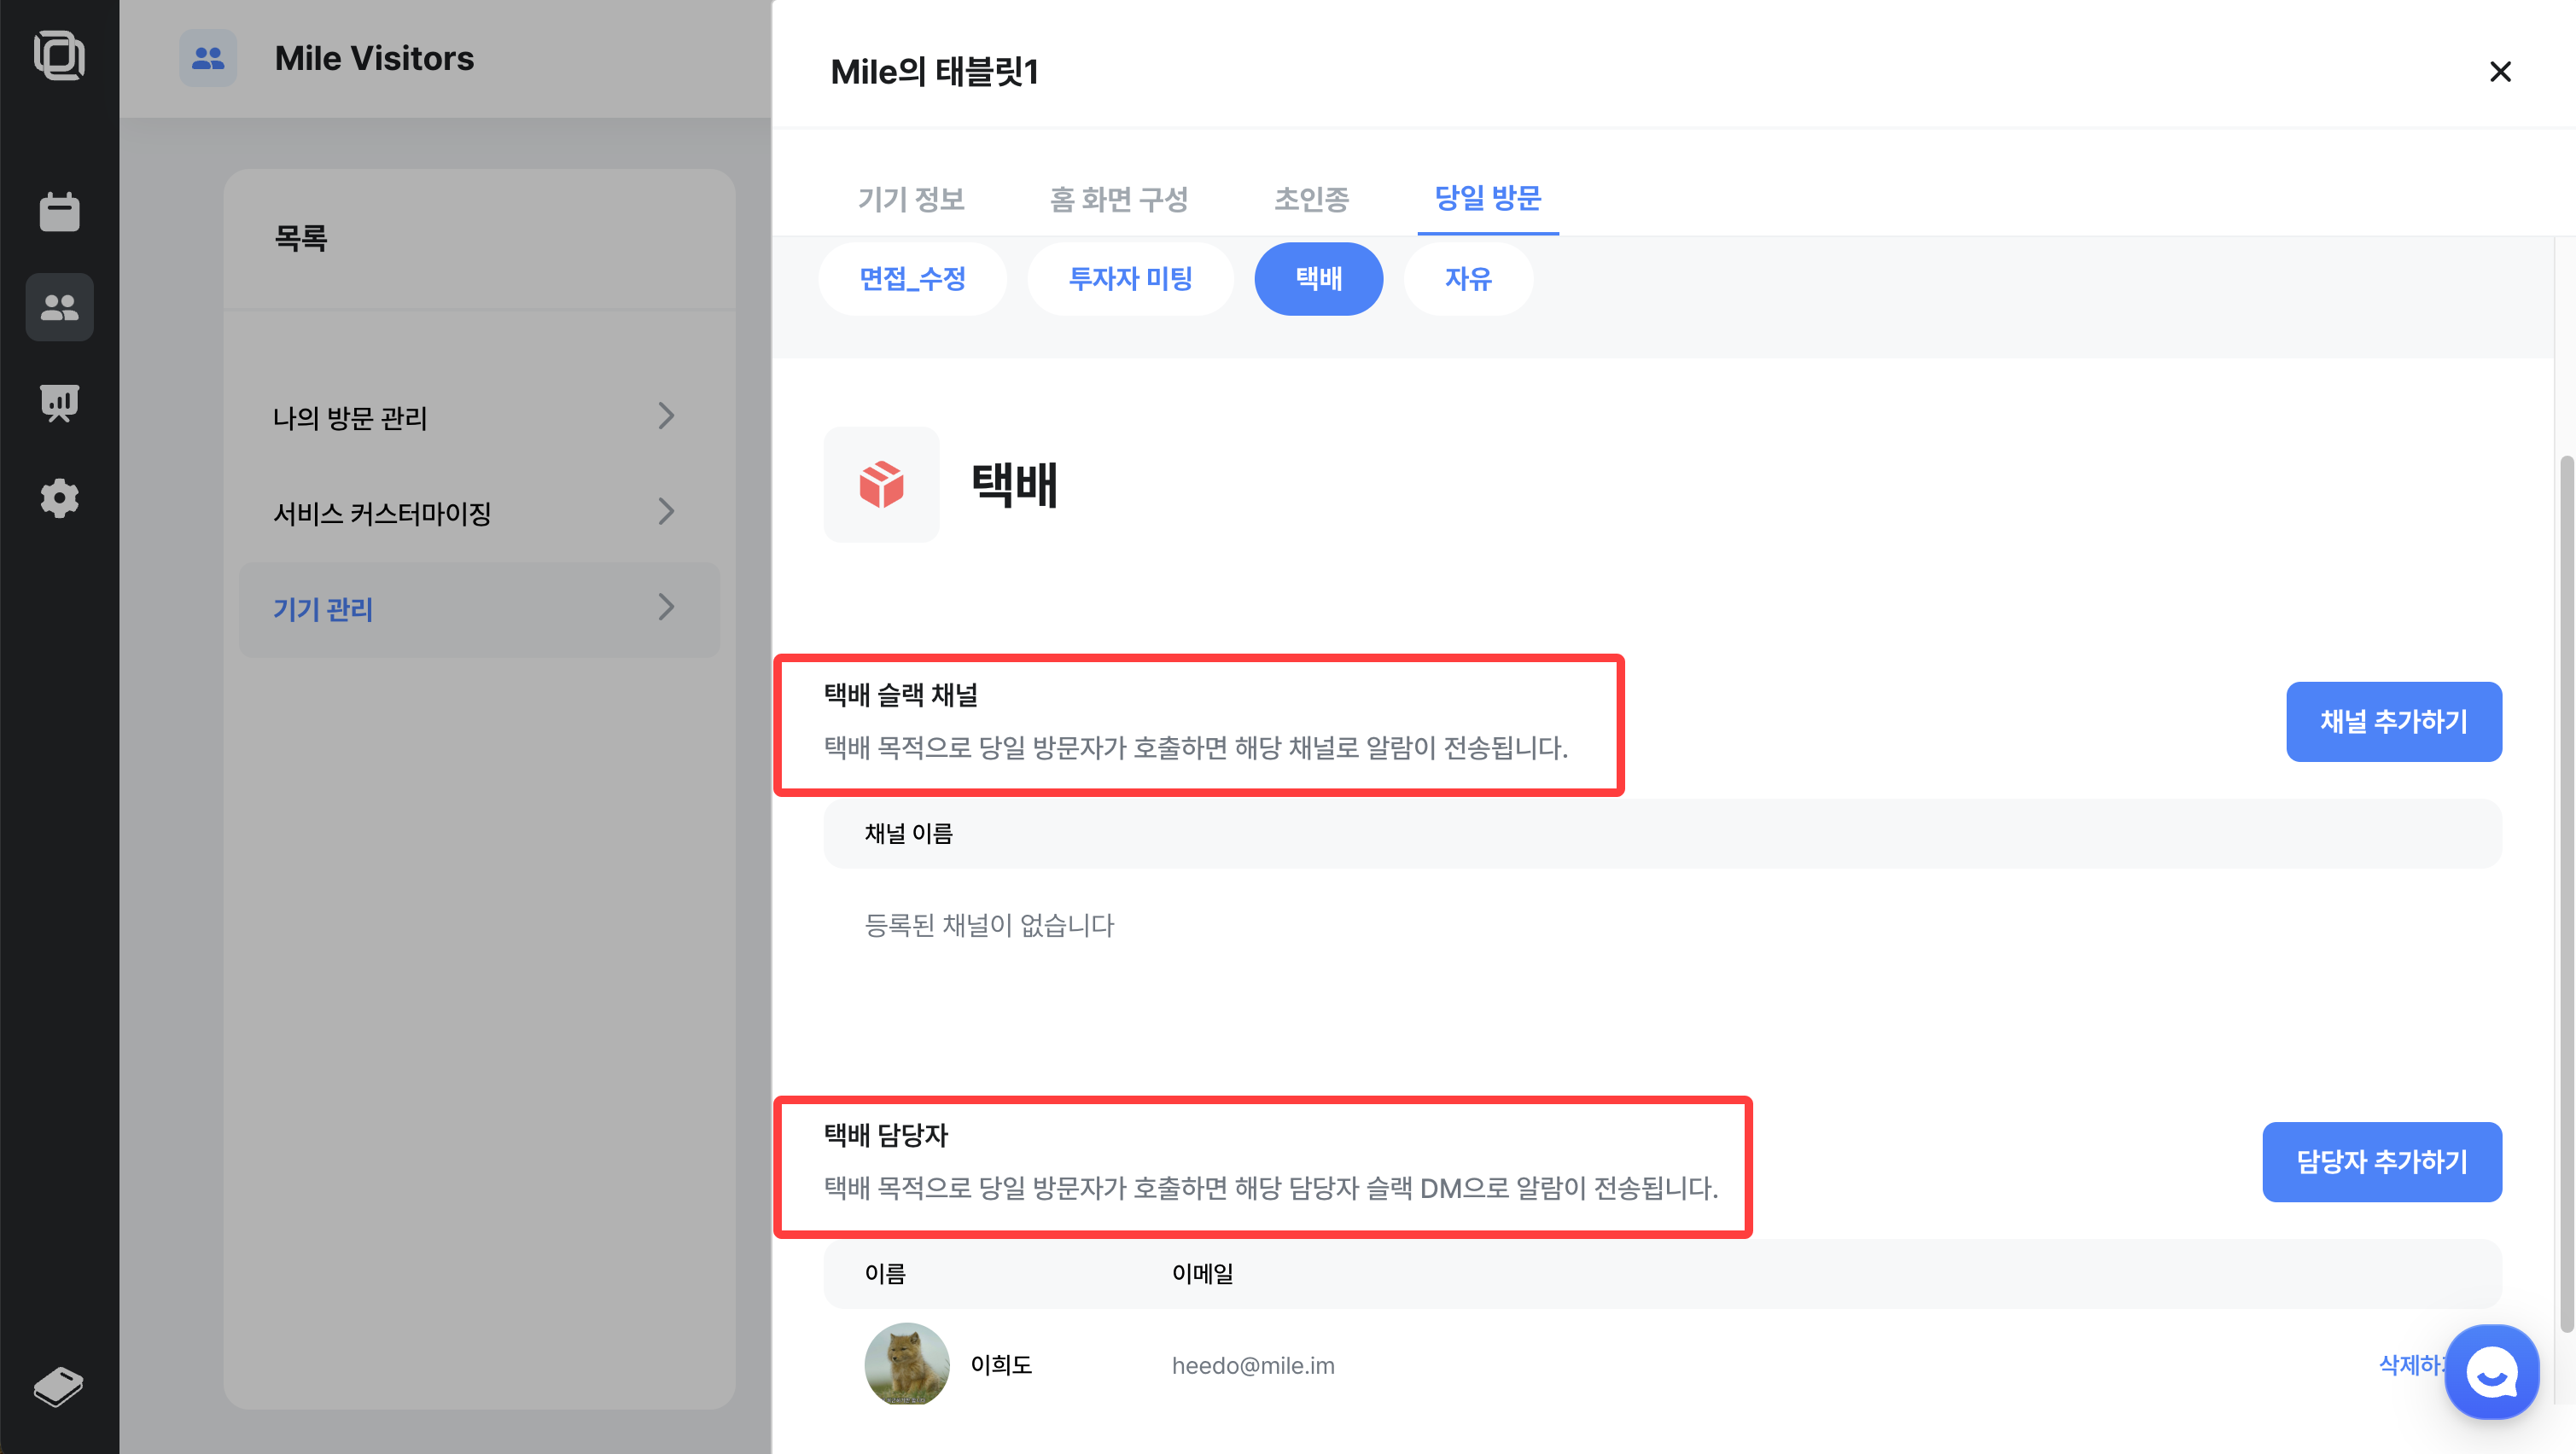 Mile Visitors
목록
나의 방문 관리
서비스 커스터마이징
기기 관리
Mile의 태블릿1
기기 정보
홈 화면 구성
초인종
당일 방문
면접_수정
투자자 미팅
택배
자유
택배
택배 슬랙 채널
택배 목적으로 당일 방문자가 호출하면 해당 채널로 알람이 전송됩니다.
채널 추가하기
채널 이름
등록된 채널이 없습니다
택배 담당자
택배 목적으로 당일 방문자가 호출하면 해당 담당자 슬랙 DM으로 알람이 전송됩니다.
담당자 추가하기
이름
이메일
이희도
heedo@mile.im